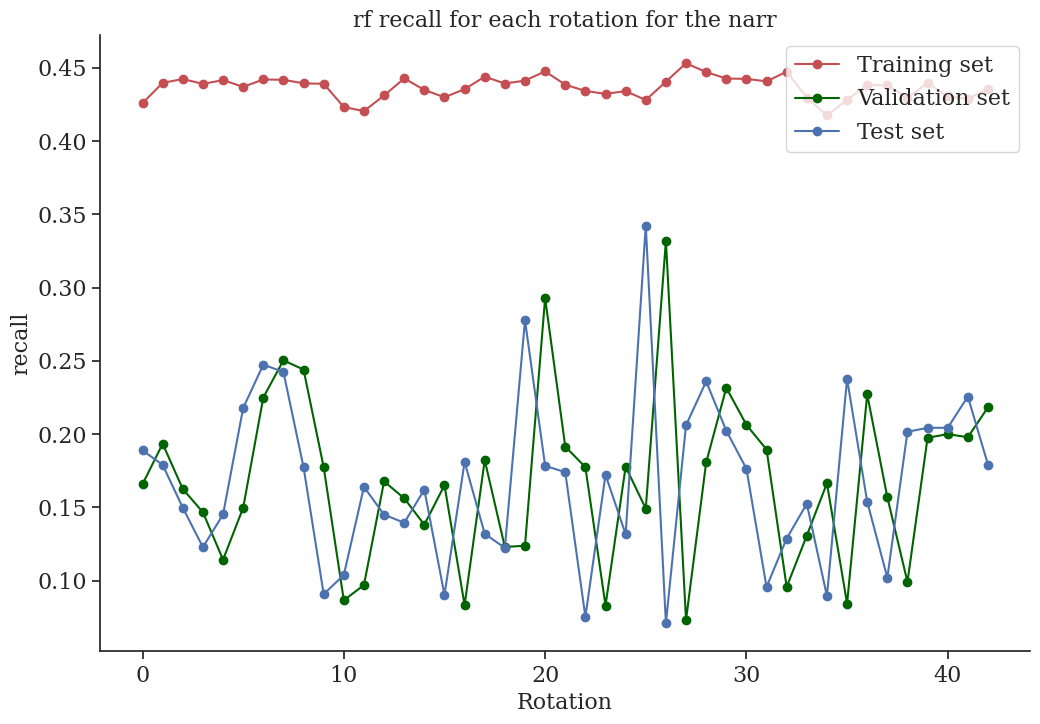 rf recall for each rotation for the narr
Training set
Validation set
Test set
recall
0.45
0.40
0.35
0.30
0.25
0.20
0.15
0.10
0
10
20
30
40
Rotation